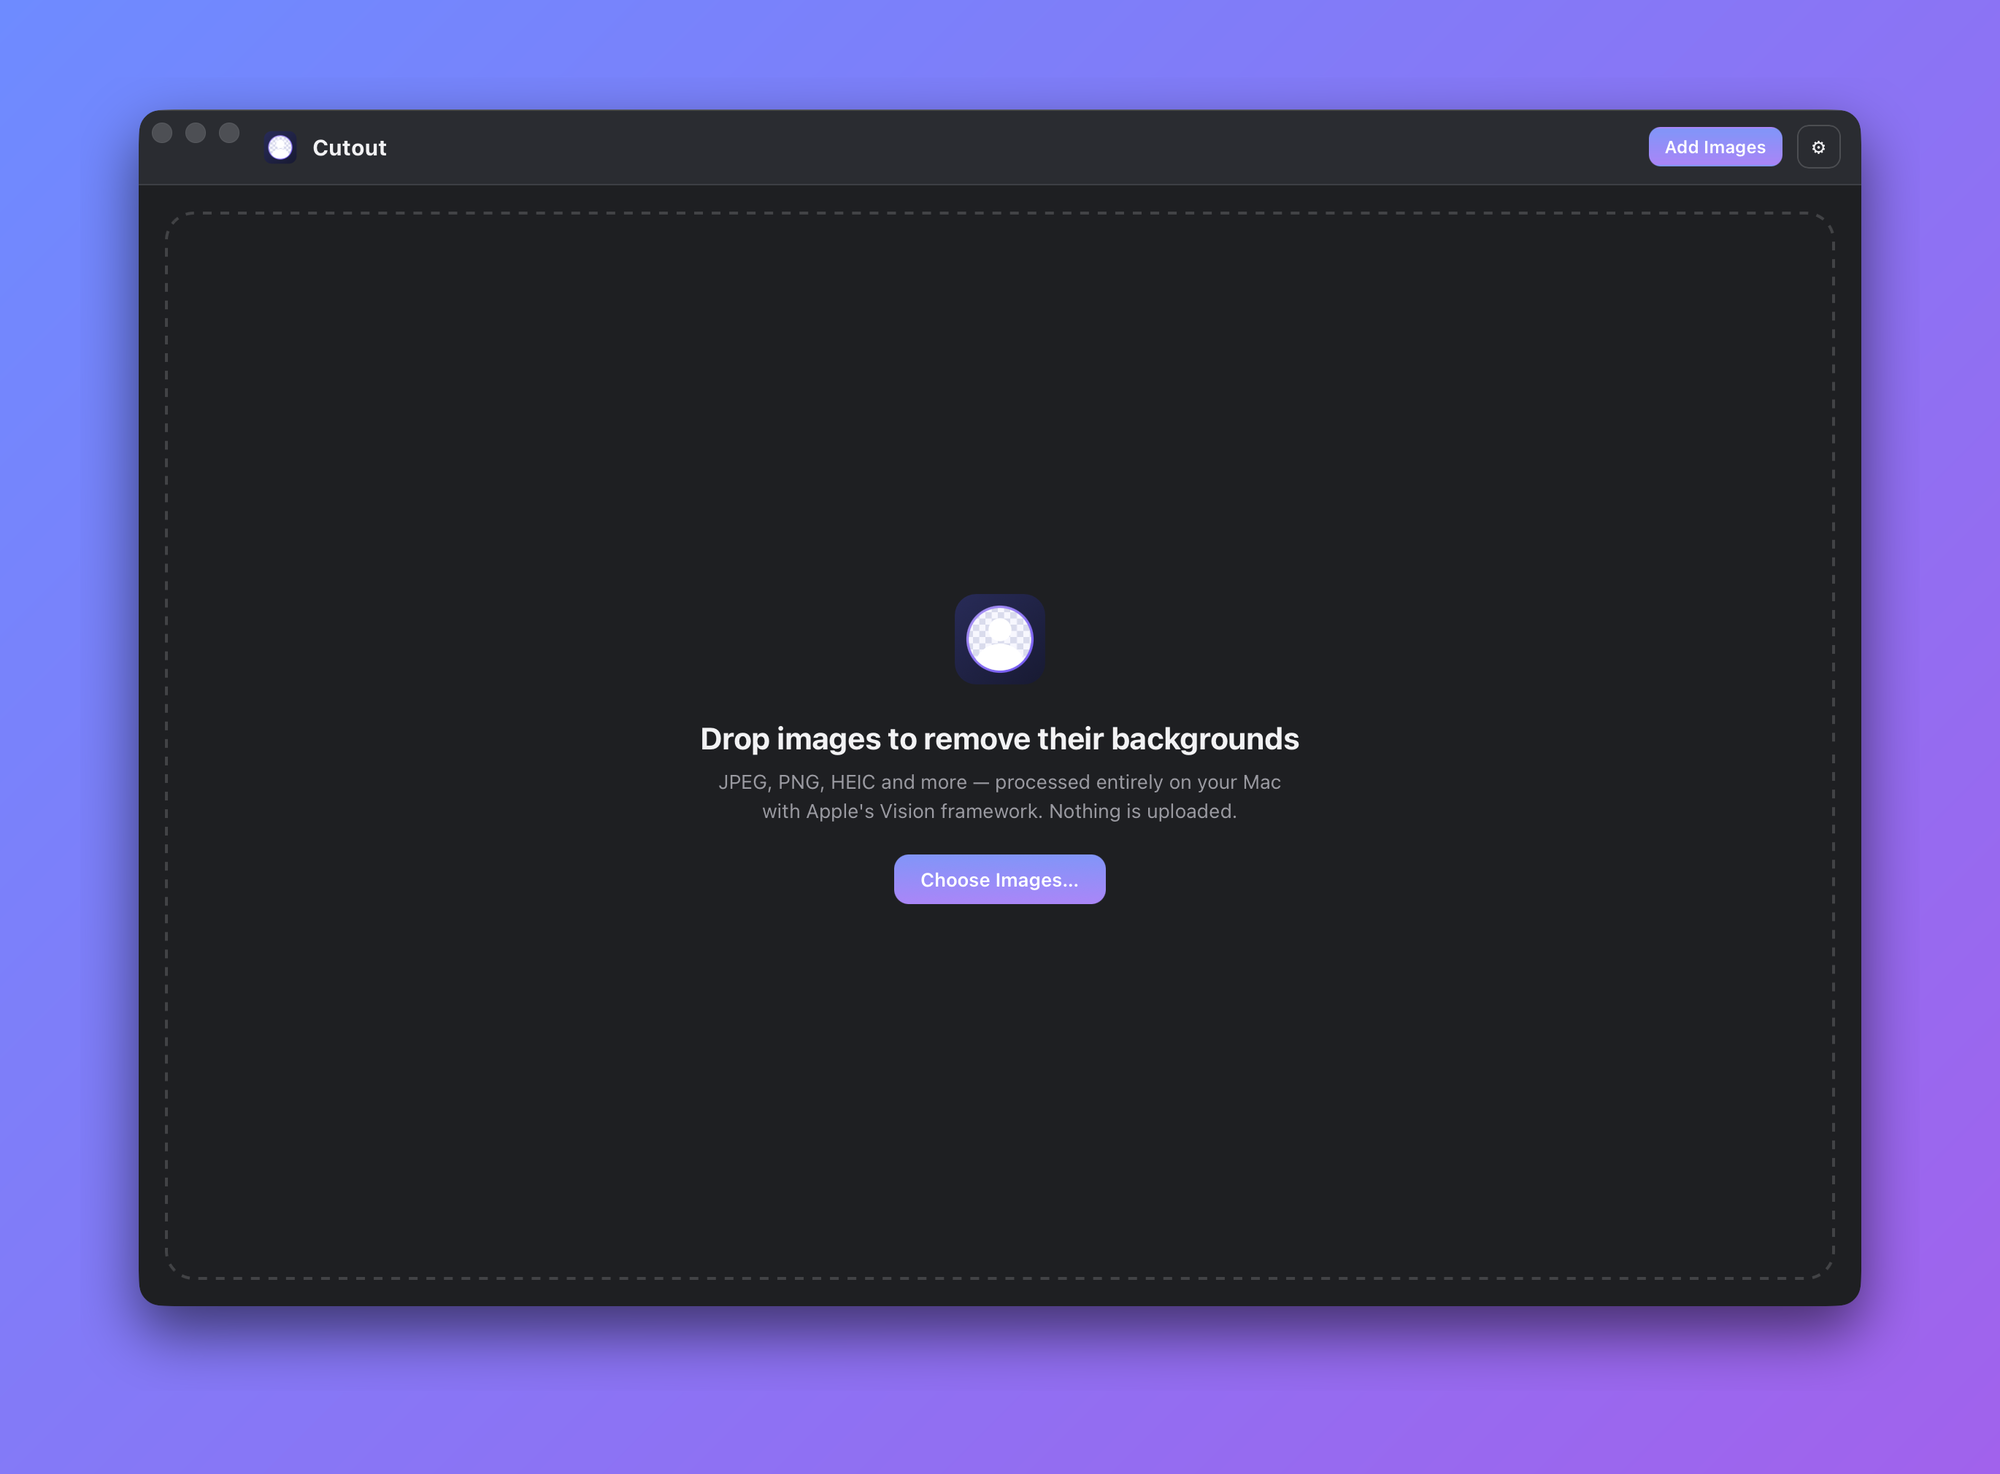 Cutout
Add Images
Drop images to remove their backgrounds
JPEG, PNG, HEIC and more — processed entirely on your Mac
with Apple's Vision framework. Nothing is uploaded.
Choose Images...